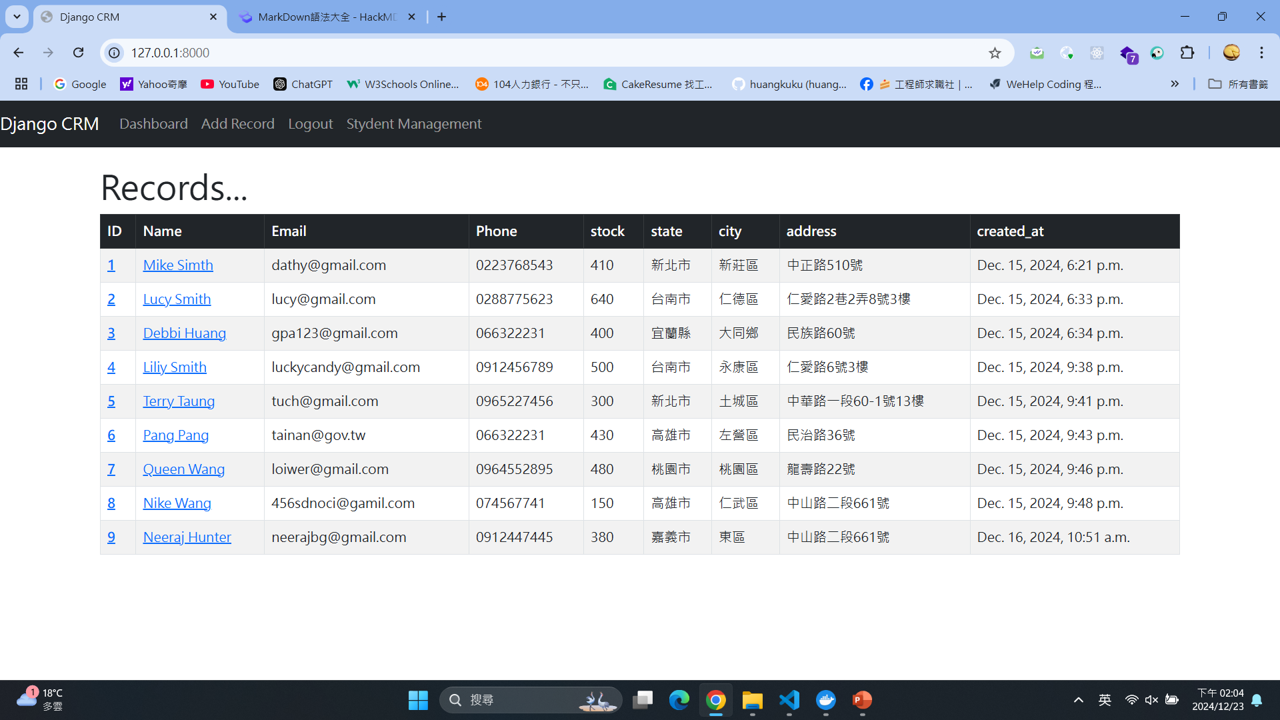 Django CRM
MarkDown語法大全 - HackMD
127.0.0.1:8000
7
Google Yahoo奇摩 YouTube ChatGPT W3Schools Online... 104人力銀行 - 不只... CakeResume 找工... huangkuku (huang... 工程師求職社 | ... WeHelp Coding 程... » 所有書籤
Django CRM Dashboard Add Record Logout Stydent Management
Records...
ID Name Email Phone stock state city address created_at
1 Mike Simth dathy@gmail.com 0223768543 410 新北市 新莊區 中正路510號 Dec. 15, 2024, 6:21 p.m.
2 Lucy Smith lucy@gmail.com 0288775623 640 台南市 仁德區 仁愛路2巷2弄8號3樓 Dec. 15, 2024, 6:33 p.m.
3 Debbi Huang gpa123@gmail.com 066322231 400 宜蘭縣 大同鄉 民族路60號 Dec. 15, 2024, 6:34 p.m.
4 Liliy Smith luckycandy@gmail.com 0912456789 500 台南市 永康區 仁愛路6號3樓 Dec. 15, 2024, 9:38 p.m.
5 Terry Taung tuch@gmail.com 0965227456 300 新北市 土城區 中華路一段60-1號13樓 Dec. 15, 2024, 9:41 p.m.
6 Pang Pang tainan@gov.tw 066322231 430 高雄市 左營區 民治路36號 Dec. 15, 2024, 9:43 p.m.
7 Queen Wang loiwer@gmail.com 0964552895 480 桃園市 桃園區 龍壽路22號 Dec. 15, 2024, 9:46 p.m.
8 Nike Wang 456sdnoci@gamil.com 074567741 150 高雄市 仁武區 中山路二段661號 Dec. 15, 2024, 9:48 p.m.
9 Neeraj Hunter neerajbg@gmail.com 0912447445 380 嘉義市 東區 中山路二段661號 Dec. 16, 2024, 10:51 a.m.
1 18°C
多雲
搜尋
英
下午 02:04
2024/12/23